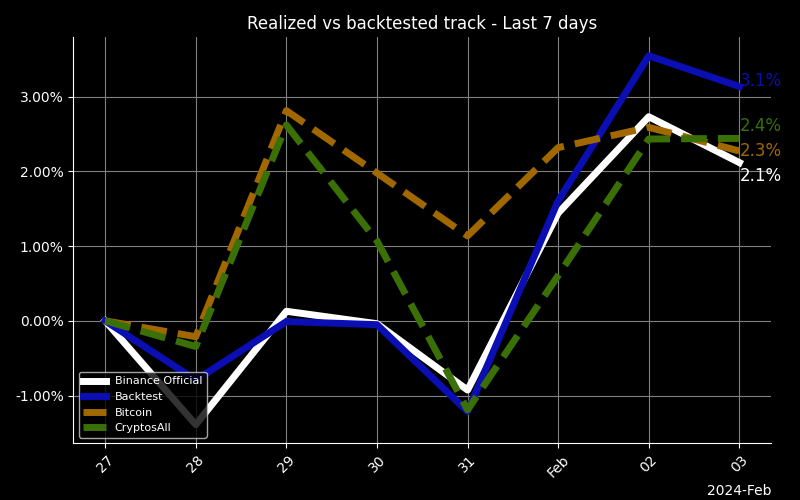 Realized vs backtested track - Last 7 days
3.00%
2.00%
1.00%
0.00%
-1.00%
3.1%
2.4%
2.3%
2.1%
Binance Official
Backtest
Bitcoin
CryptosAll
27
28
29
30
31
Feb
02
03
2024-Feb